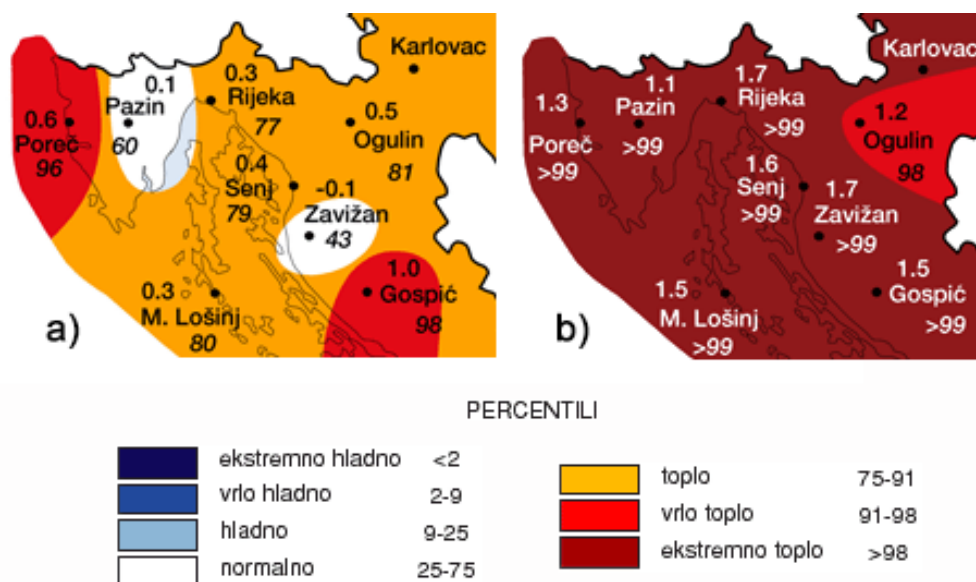 Karlovac
0.1
Pazin
60
0.3
Rijeka
77
0.6
Poreč
96
0.5
Ogulin
81
0.4
Senj
79
-0.1
Zavižan
43
1.0
Gospić
98
0.3
M. Lošinj
80
a)
Karlovac
1.7
Rijeka
>99
1.1
Pazin
>99
1.3
Poreč
>99
1.2
Ogulin
98
1.6
Senj
>99
1.7
Zavižan
>99
1.5
Gospić
>99
1.5
M. Lošinj
>99
b)
PERCENTILI
ekstremno hladno <2
vrlo hladno 2-9
hladno 9-25
normalno 25-75
toplo 75-91
vrlo toplo 91-98
ekstremno toplo >98